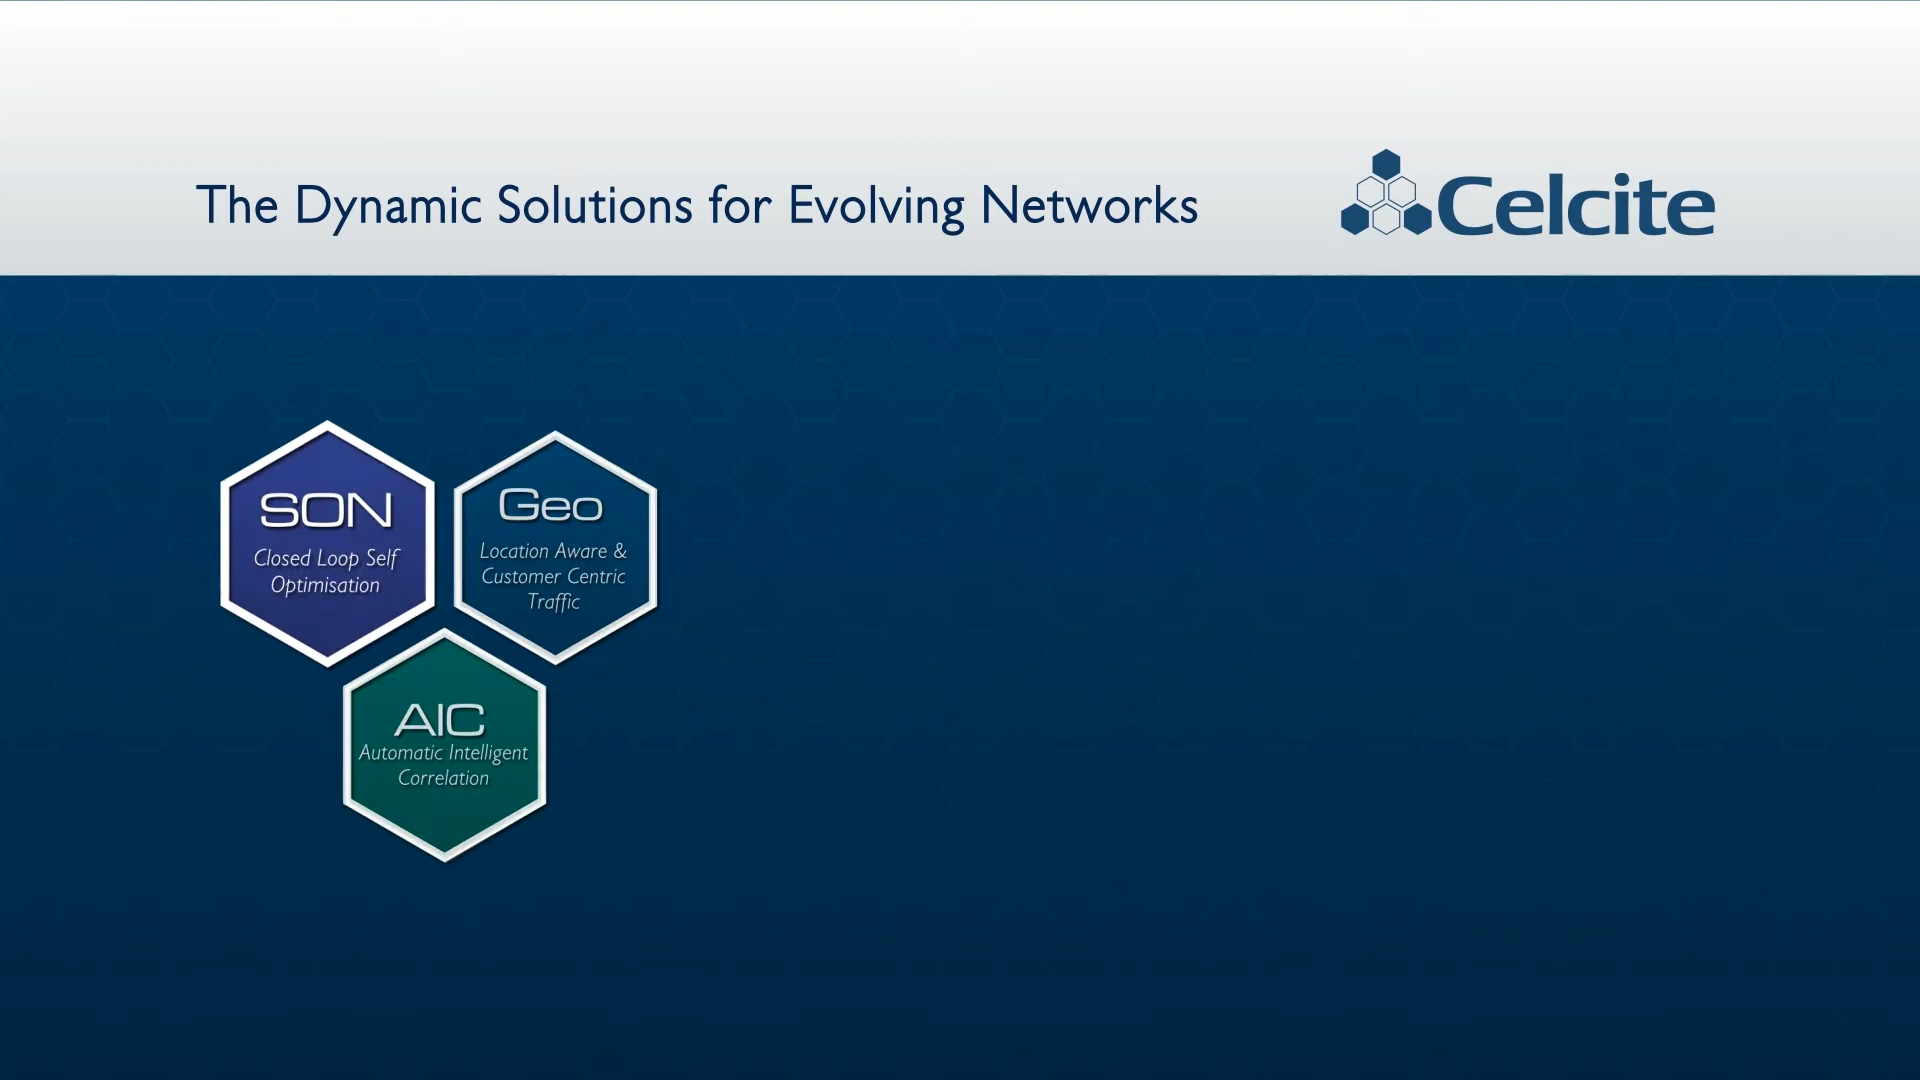 The Dynamic Solutions for Evolving Networks
Celcite
SON
Closed Loop Self
Optimisation
Geo
Location Aware &
Customer Centric
Traffic
AIC
Automatic Intelligent
Correlation